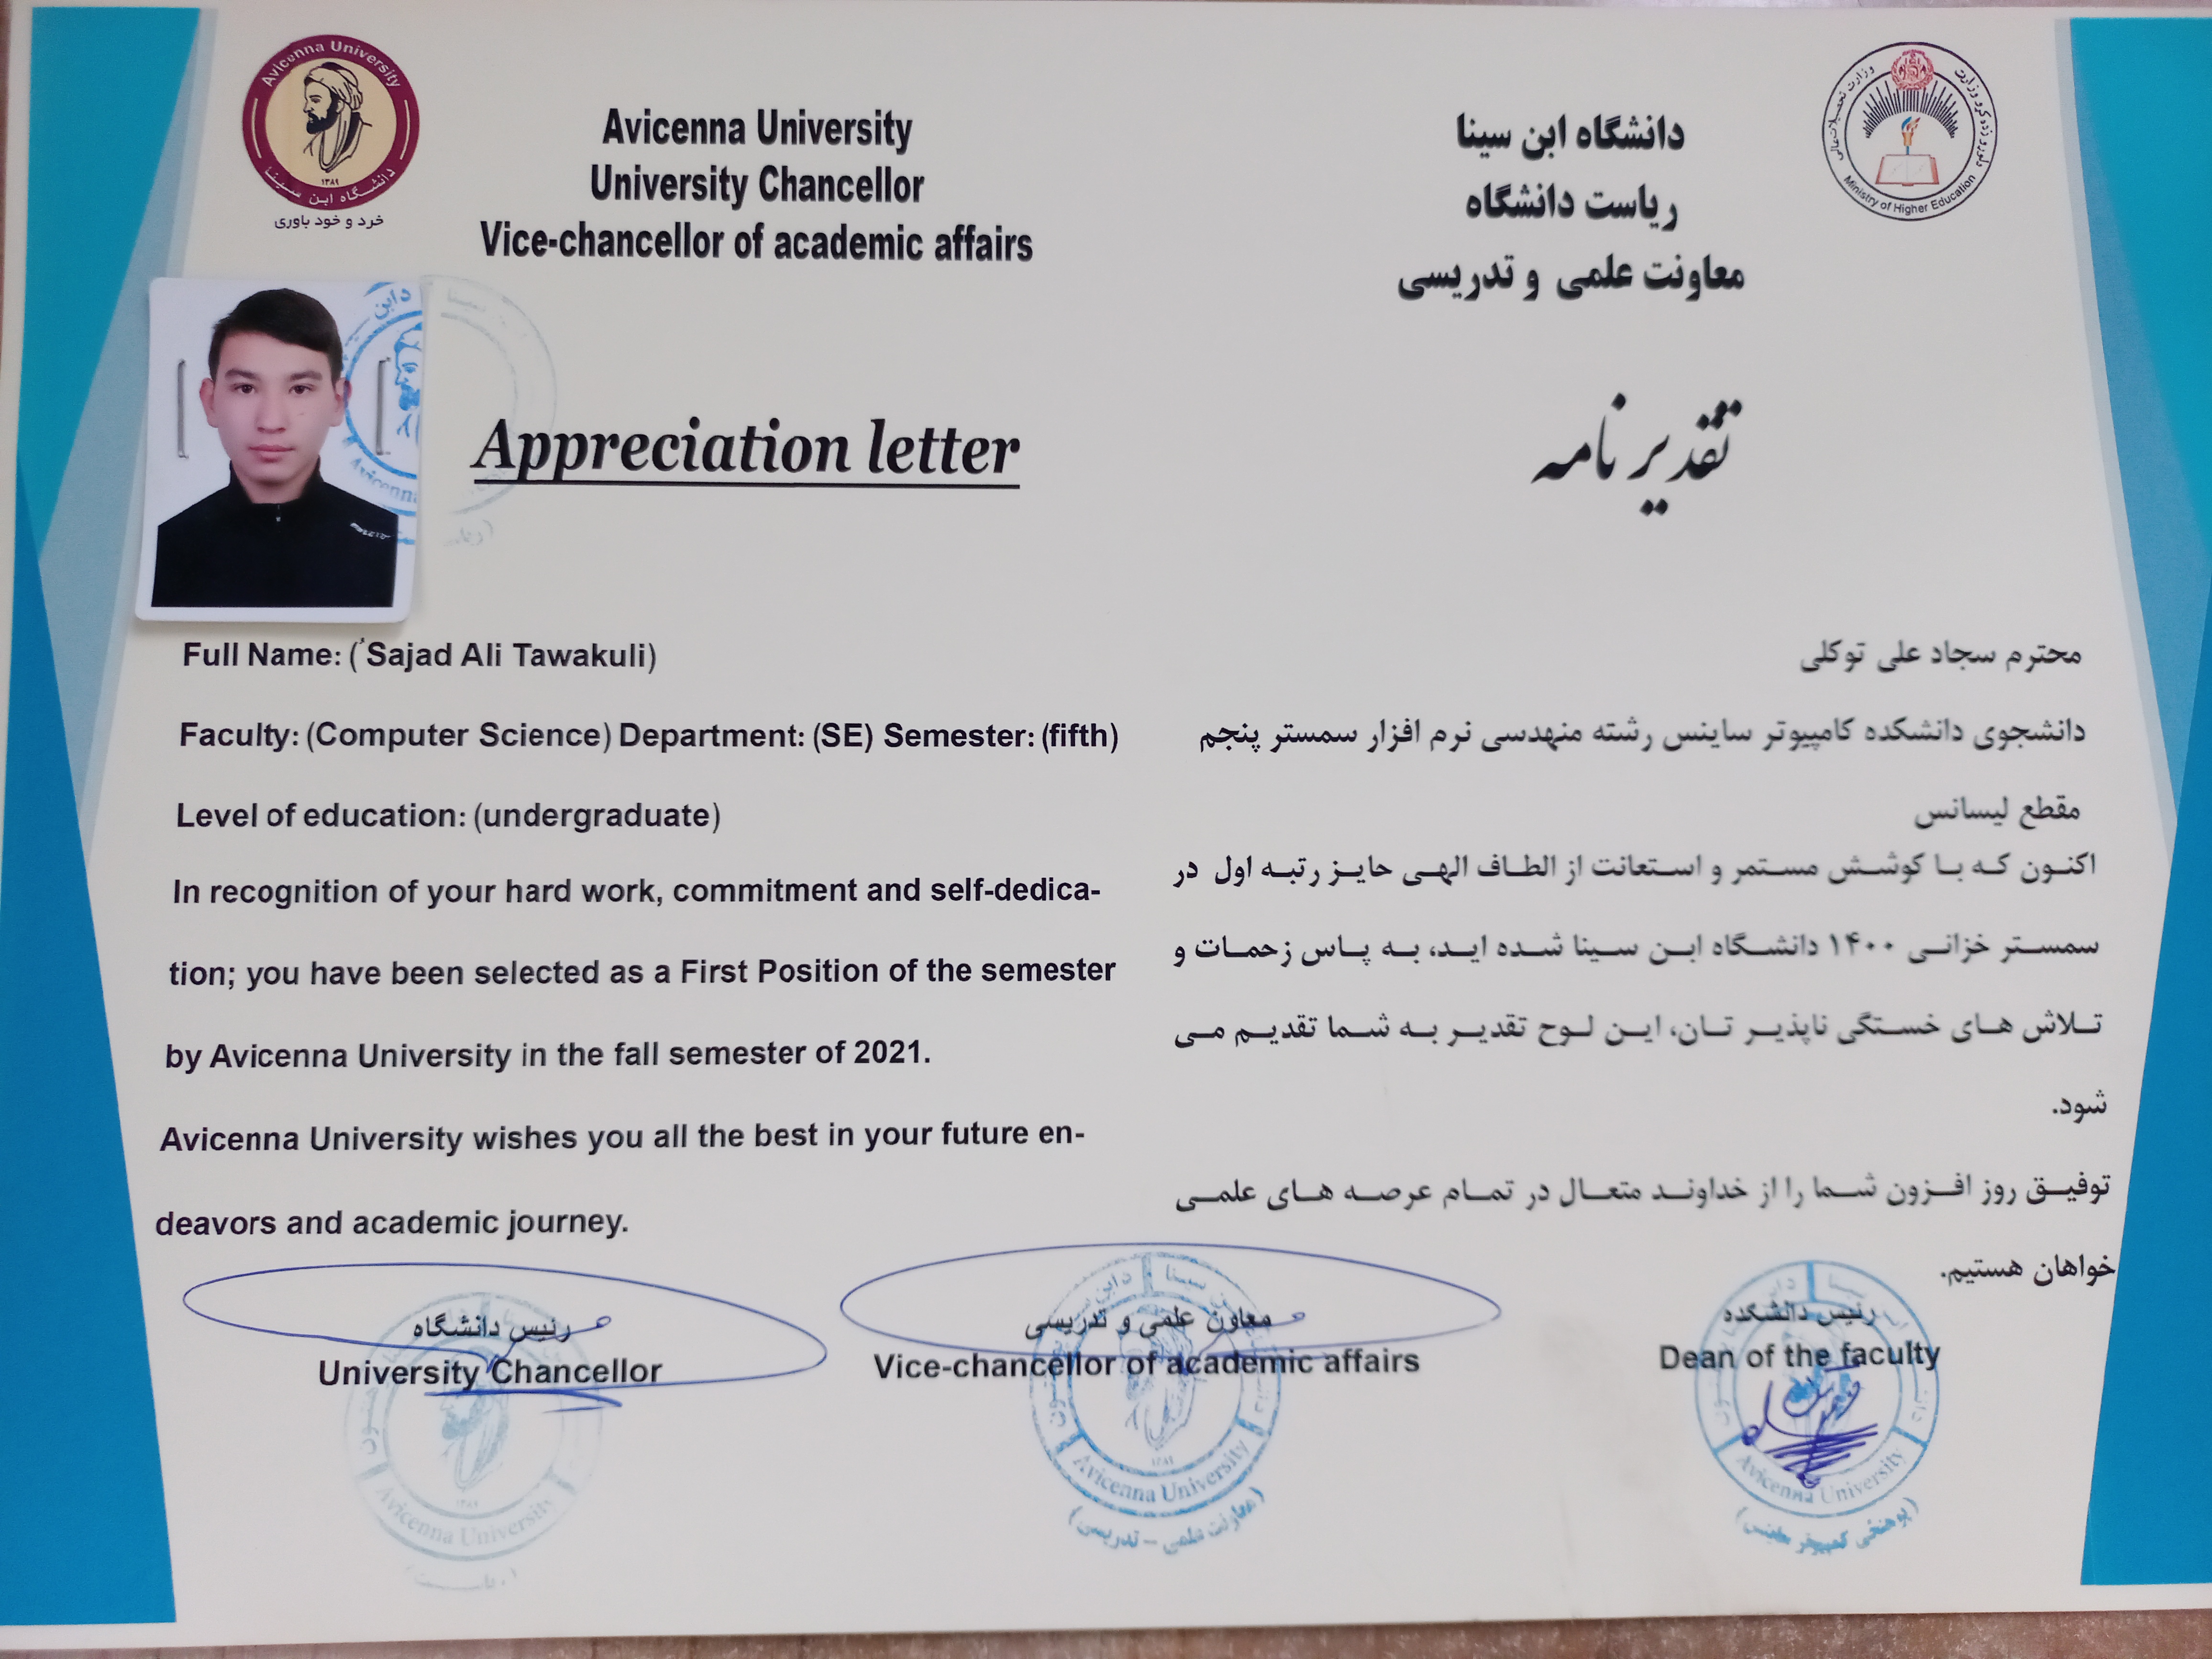 Avicenna University
دانشگاه ابن سینا
۱۳۸۹
خرد و خود باوری
Avicenna University
University Chancellor
Vice-chancellor of academic affairs
دانشگاه ابن سینا
ریاست دانشگاه
معاونت علمی و تدریسی
وزارت تحصیلات عالی
Ministry of Higher Education
Appreciation letter
تقدیر نامه
Full Name: (Sajad Ali Tawakuli)
Faculty: (Computer Science) Department: (SE) Semester: (fifth)
Level of education: (undergraduate)
In recognition of your hard work, commitment and self-dedica-
tion; you have been selected as a First Position of the semester
by Avicenna University in the fall semester of 2021.
Avicenna University wishes you all the best in your future en-
deavors and academic journey.
محترم سجاد علی توکلی
دانشجوی دانشکده کامپیوتر ساینس رشته منهدسی نرم افزار سمستر پنجم
مقطع لیسانس
اکنون که با کوشش مستمر و استعانت از الطاف الهی حایز رتبه اول در
سمستر خزانی ۱۴۰۰ دانشگاه ابن سینا شده اید، به پاس زحمات و
تلاش های خستگی ناپذیر تان، این لوح تقدیر به شما تقدیم می
شود.
توفیق روز افزون شما را از خداوند متعال در تمام عرصه های علمی
خواهان هستیم.
رئیس دانشگاه
University Chancellor
معاون علمی و تدریسی
Vice-chancellor of academic affairs
رئیس دانشکده
Dean of the faculty
Avicenna University
Avicenna University
(معاونت علمی - تدریسی)
Avicenna University
(پوهنځی کمپیوتر ساینس)